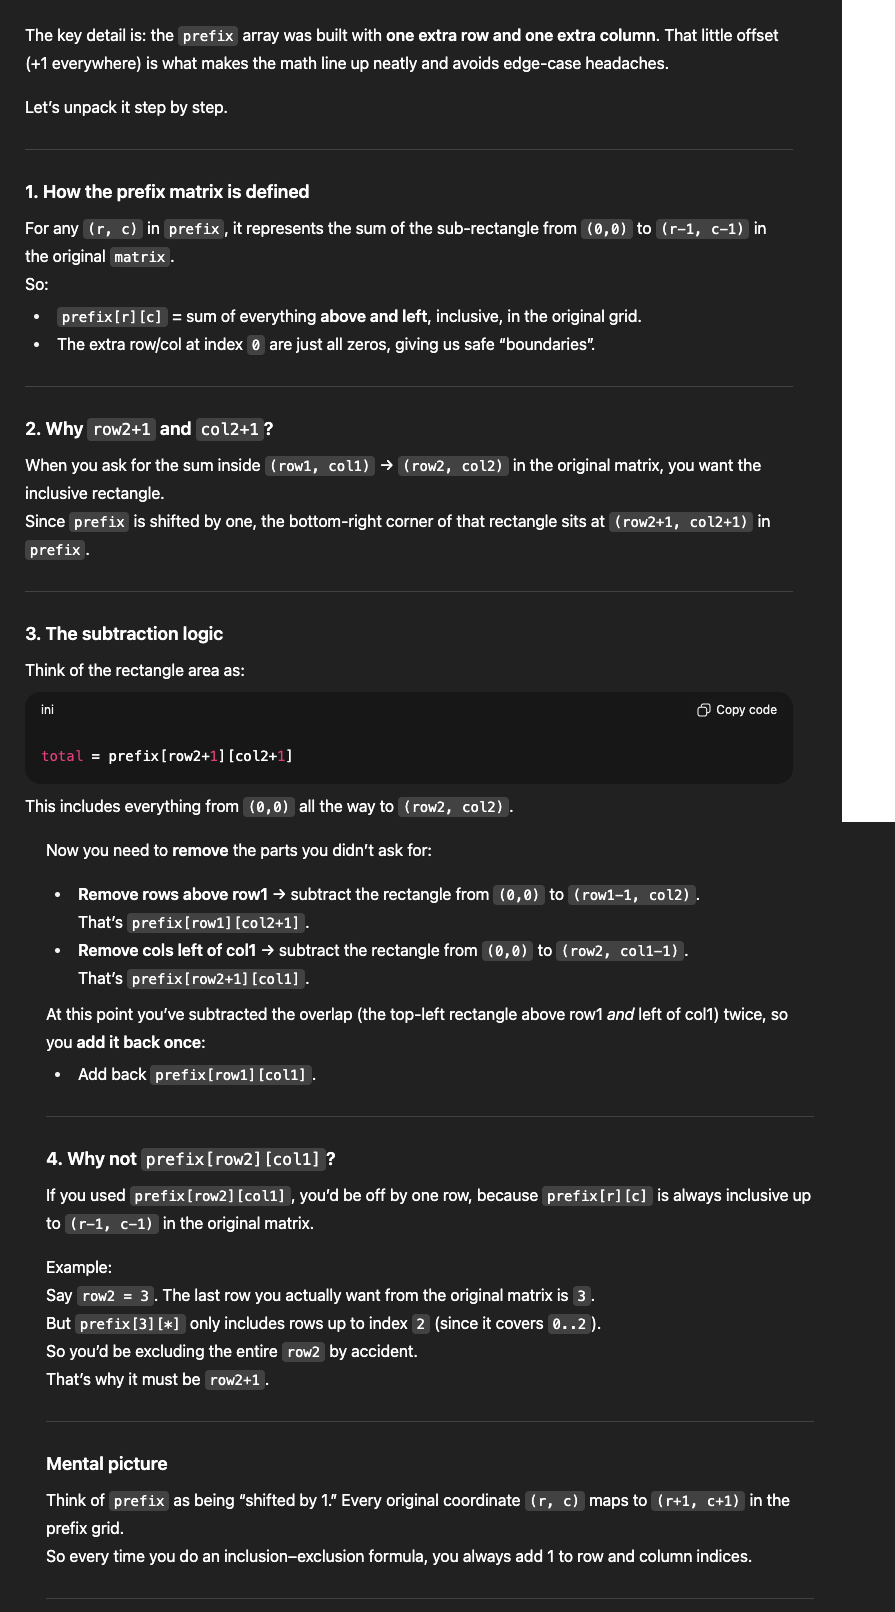 The key detail is: the prefix array was built with one extra row and one extra column. That little offset
(+1 everywhere) is what makes the math line up neatly and avoids edge-case headaches.
Let’s unpack it step by step.
1. How the prefix matrix is defined
For any (r, c) in prefix, it represents the sum of the sub-rectangle from (0,0) to (r-1, c-1) in
the original matrix.
So:
• prefix[r][c] = sum of everything above and left, inclusive, in the original grid.
• The extra row/col at index 0 are just all zeros, giving us safe “boundaries”.
2. Why row2+1 and col2+1?
When you ask for the sum inside (row1, col1) → (row2, col2) in the original matrix, you want the
inclusive rectangle.
Since prefix is shifted by one, the bottom-right corner of that rectangle sits at (row2+1, col2+1) in
prefix.
3. The subtraction logic
Think of the rectangle area as:
ini Copy code
total = prefix[row2+1][col2+1]
This includes everything from (0,0) all the way to (row2, col2).
Now you need to remove the parts you didn’t ask for:
• Remove rows above row1 → subtract the rectangle from (0,0) to (row1-1, col2).
That’s prefix[row1][col2+1].
• Remove cols left of col1 → subtract the rectangle from (0,0) to (row2, col1-1).
That’s prefix[row2+1][col1].
At this point you’ve subtracted the overlap (the top-left rectangle above row1 and left of col1) twice, so
you add it back once:
• Add back prefix[row1][col1].
4. Why not prefix[row2][col1]?
If you used prefix[row2][col1], you’d be off by one row, because prefix[r][c] is always inclusive up
to (r-1, c-1) in the original matrix.
Example:
Say row2 = 3. The last row you actually want from the original matrix is 3.
But prefix[3][*] only includes rows up to index 2 (since it covers 0..2).
So you’d be excluding the entire row2 by accident.
That’s why it must be row2+1.
Mental picture
Think of prefix as being “shifted by 1.” Every original coordinate (r, c) maps to (r+1, c+1) in the
prefix grid.
So every time you do an inclusion–exclusion formula, you always add 1 to row and column indices.